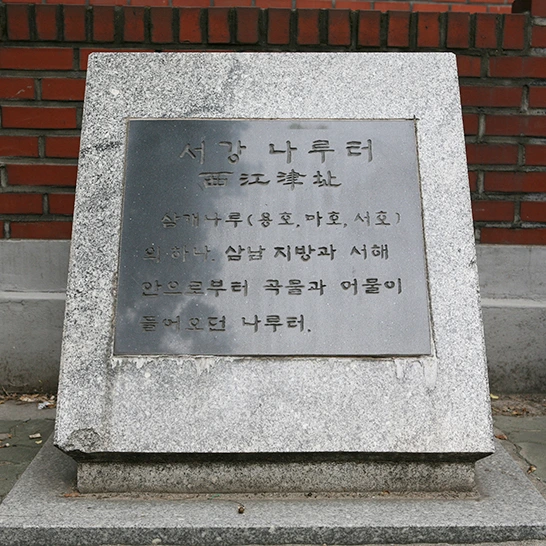 서강 나루터
西江津址
삼개나루(용호, 마호, 서호)
의 하나. 삼남 지방과 서해
안으로부터 곡물과 어물이
들어오던 나루터.